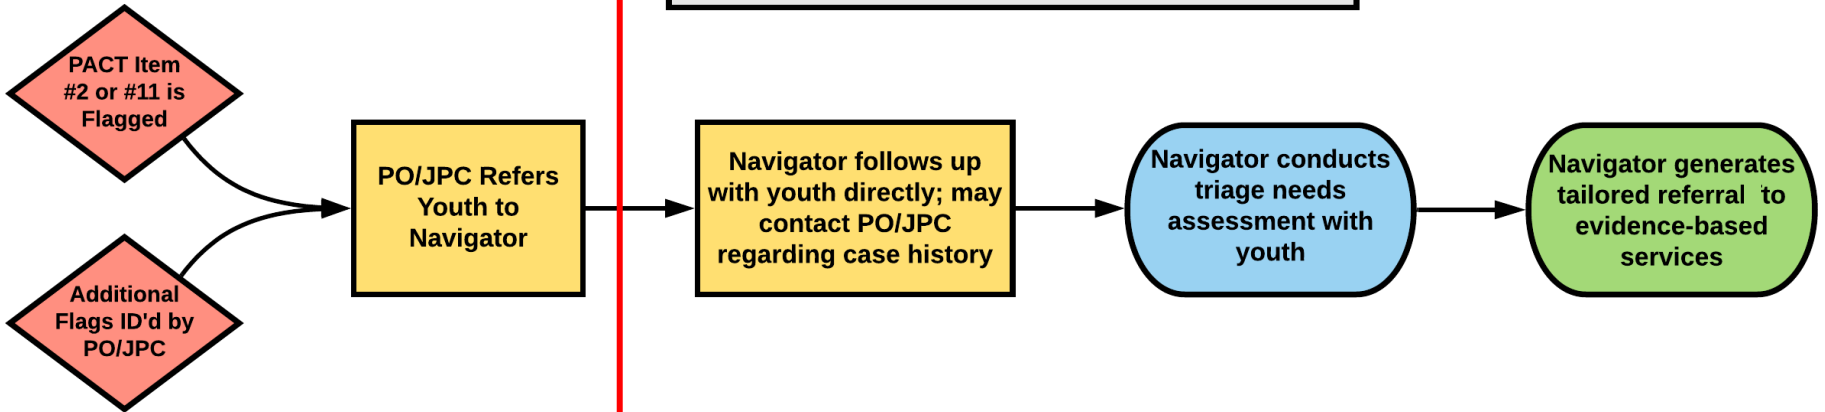 PACT Item
#2 or #11 is
Flagged
Additional
Flags ID'd by
PO/JPC
PO/JPC Refers
Youth to
Navigator
Navigator follows up
with youth directly; may
contact PO/JPC
regarding case history
Navigator conducts
triage needs
assessment with
youth
Navigator generates
tailored referral to
evidence-based
services